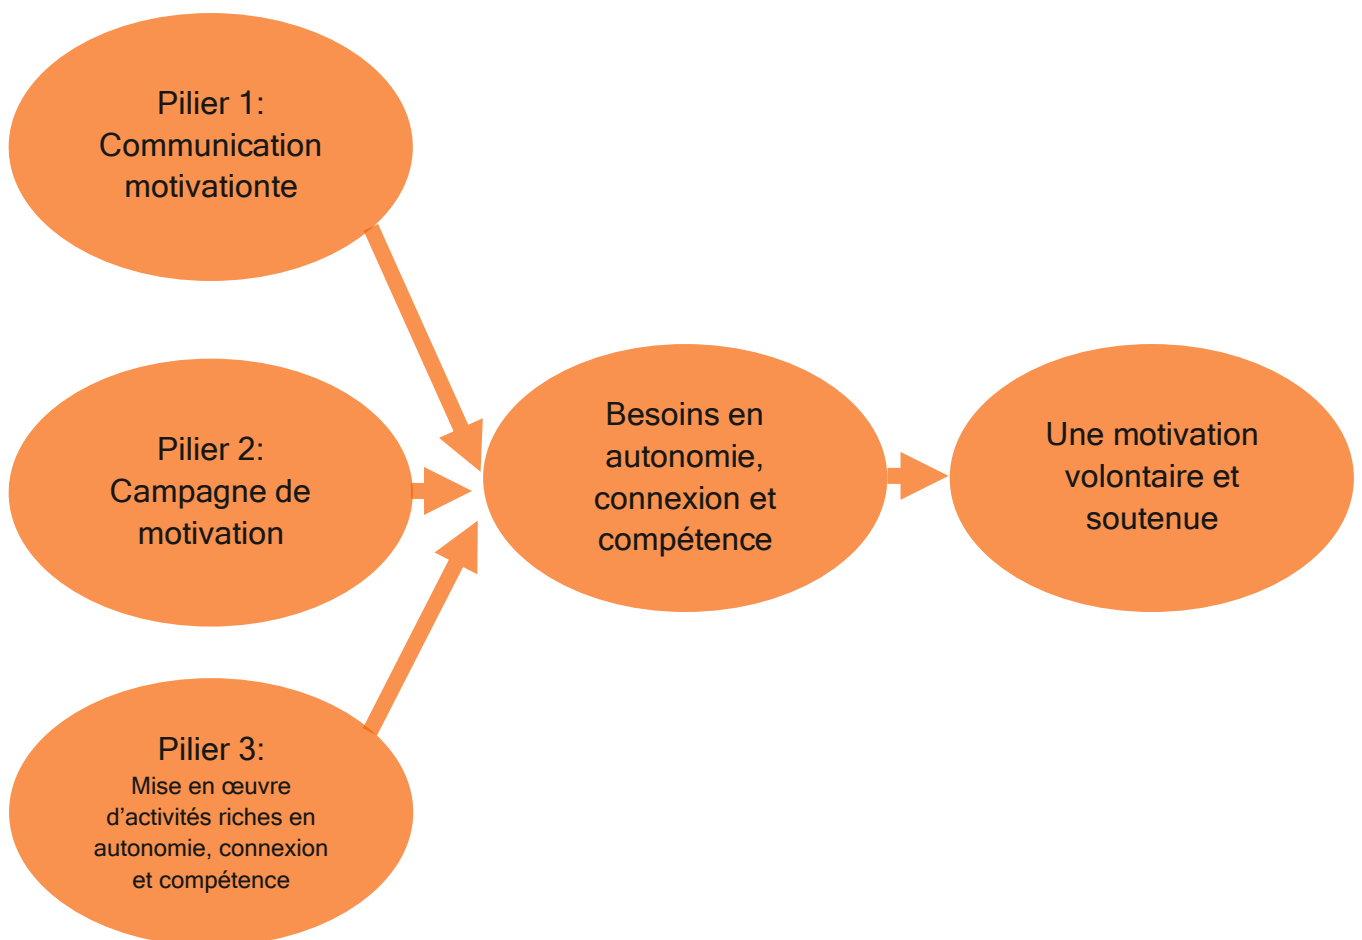 Pilier 1:
Communication
motivationte
Pilier 2:
Campagne de
motivation
Pilier 3:
Mise en œuvre
d’activités riches en
autonomie, connexion
et compétence
Besoins en
autonomie,
connexion et
compétence
Une motivation
volontaire et
soutenue